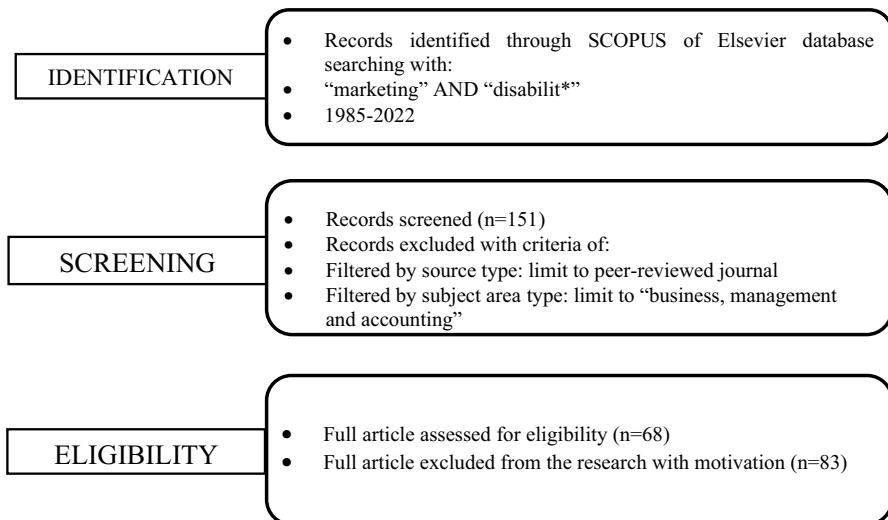 IDENTIFICATION
• Records identified through SCOPUS of Elsevier database
searching with:
• “marketing” AND “disabilit*”
• 1985-2022
SCREENING
• Records screened (n=151)
• Records excluded with criteria of:
• Filtered by source type: limit to peer-reviewed journal
• Filtered by subject area type: limit to “business, management
and accounting”
ELIGIBILITY
• Full article assessed for eligibility (n=68)
• Full article excluded from the research with motivation (n=83)